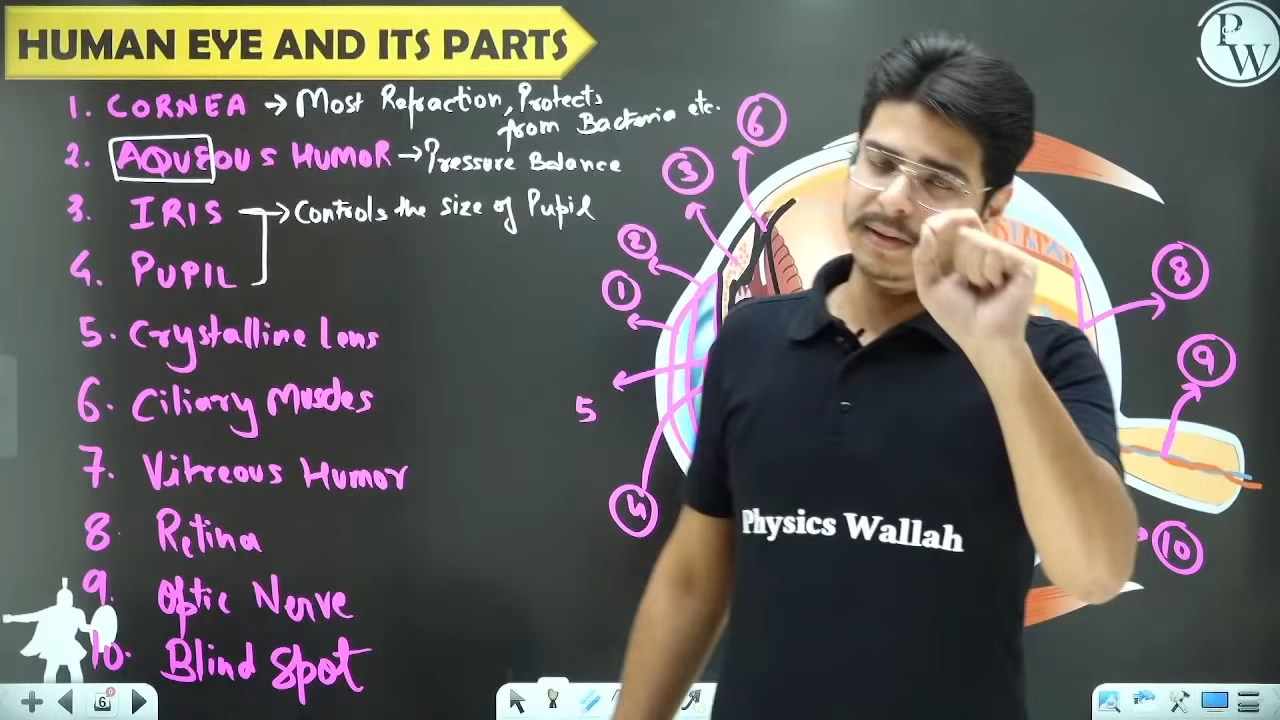 HUMAN EYE AND ITS PARTS
PW
1. CORNEA → Most Refraction, Protects
from Bacteria etc.
2. AQUEOUS HUMOR → Pressure Balance
3. IRIS → Controls the size of Pupil
4. PUPIL
5. Crystalline lens
6. Ciliary Muscles
7. Vitreous Humor
8 Retina
9. Optic Nerve
10. Blind Spot
6
3
2
1
5
4
8
9
10
Physics Wallah
6